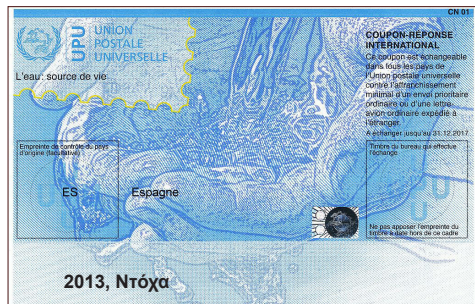 CN 01
UPU
UNION
POSTALE
UNIVERSELLE
L'eau: source de vie
COUPON-REPONSE
INTERNATIONAL
Ce coupon est échangeable
dans tous les pays de
l'Union postale universelle
contre l'affranchissement
minimal d'un envoi prioritaire
ordinaire ou d'une lettre-
avion ordinaire expédié à
l'étranger.
A échanger jusqu'au 31.12.2017
Empreinte de contrôle du pays
d'origine (facultative)
ES
Espagne
Timbre du bureau qui effectue
l'échange
Ne pas apposer l'empreinte du
timbre à date hors de ce cadre
2013, Ντόχα